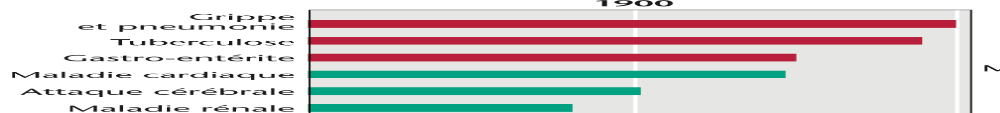 1900
Grippe
et pneumonie
Tuberculose
Gastro-entérite
Maladie cardiaque
Attaque cérébrale
Maladie rénale